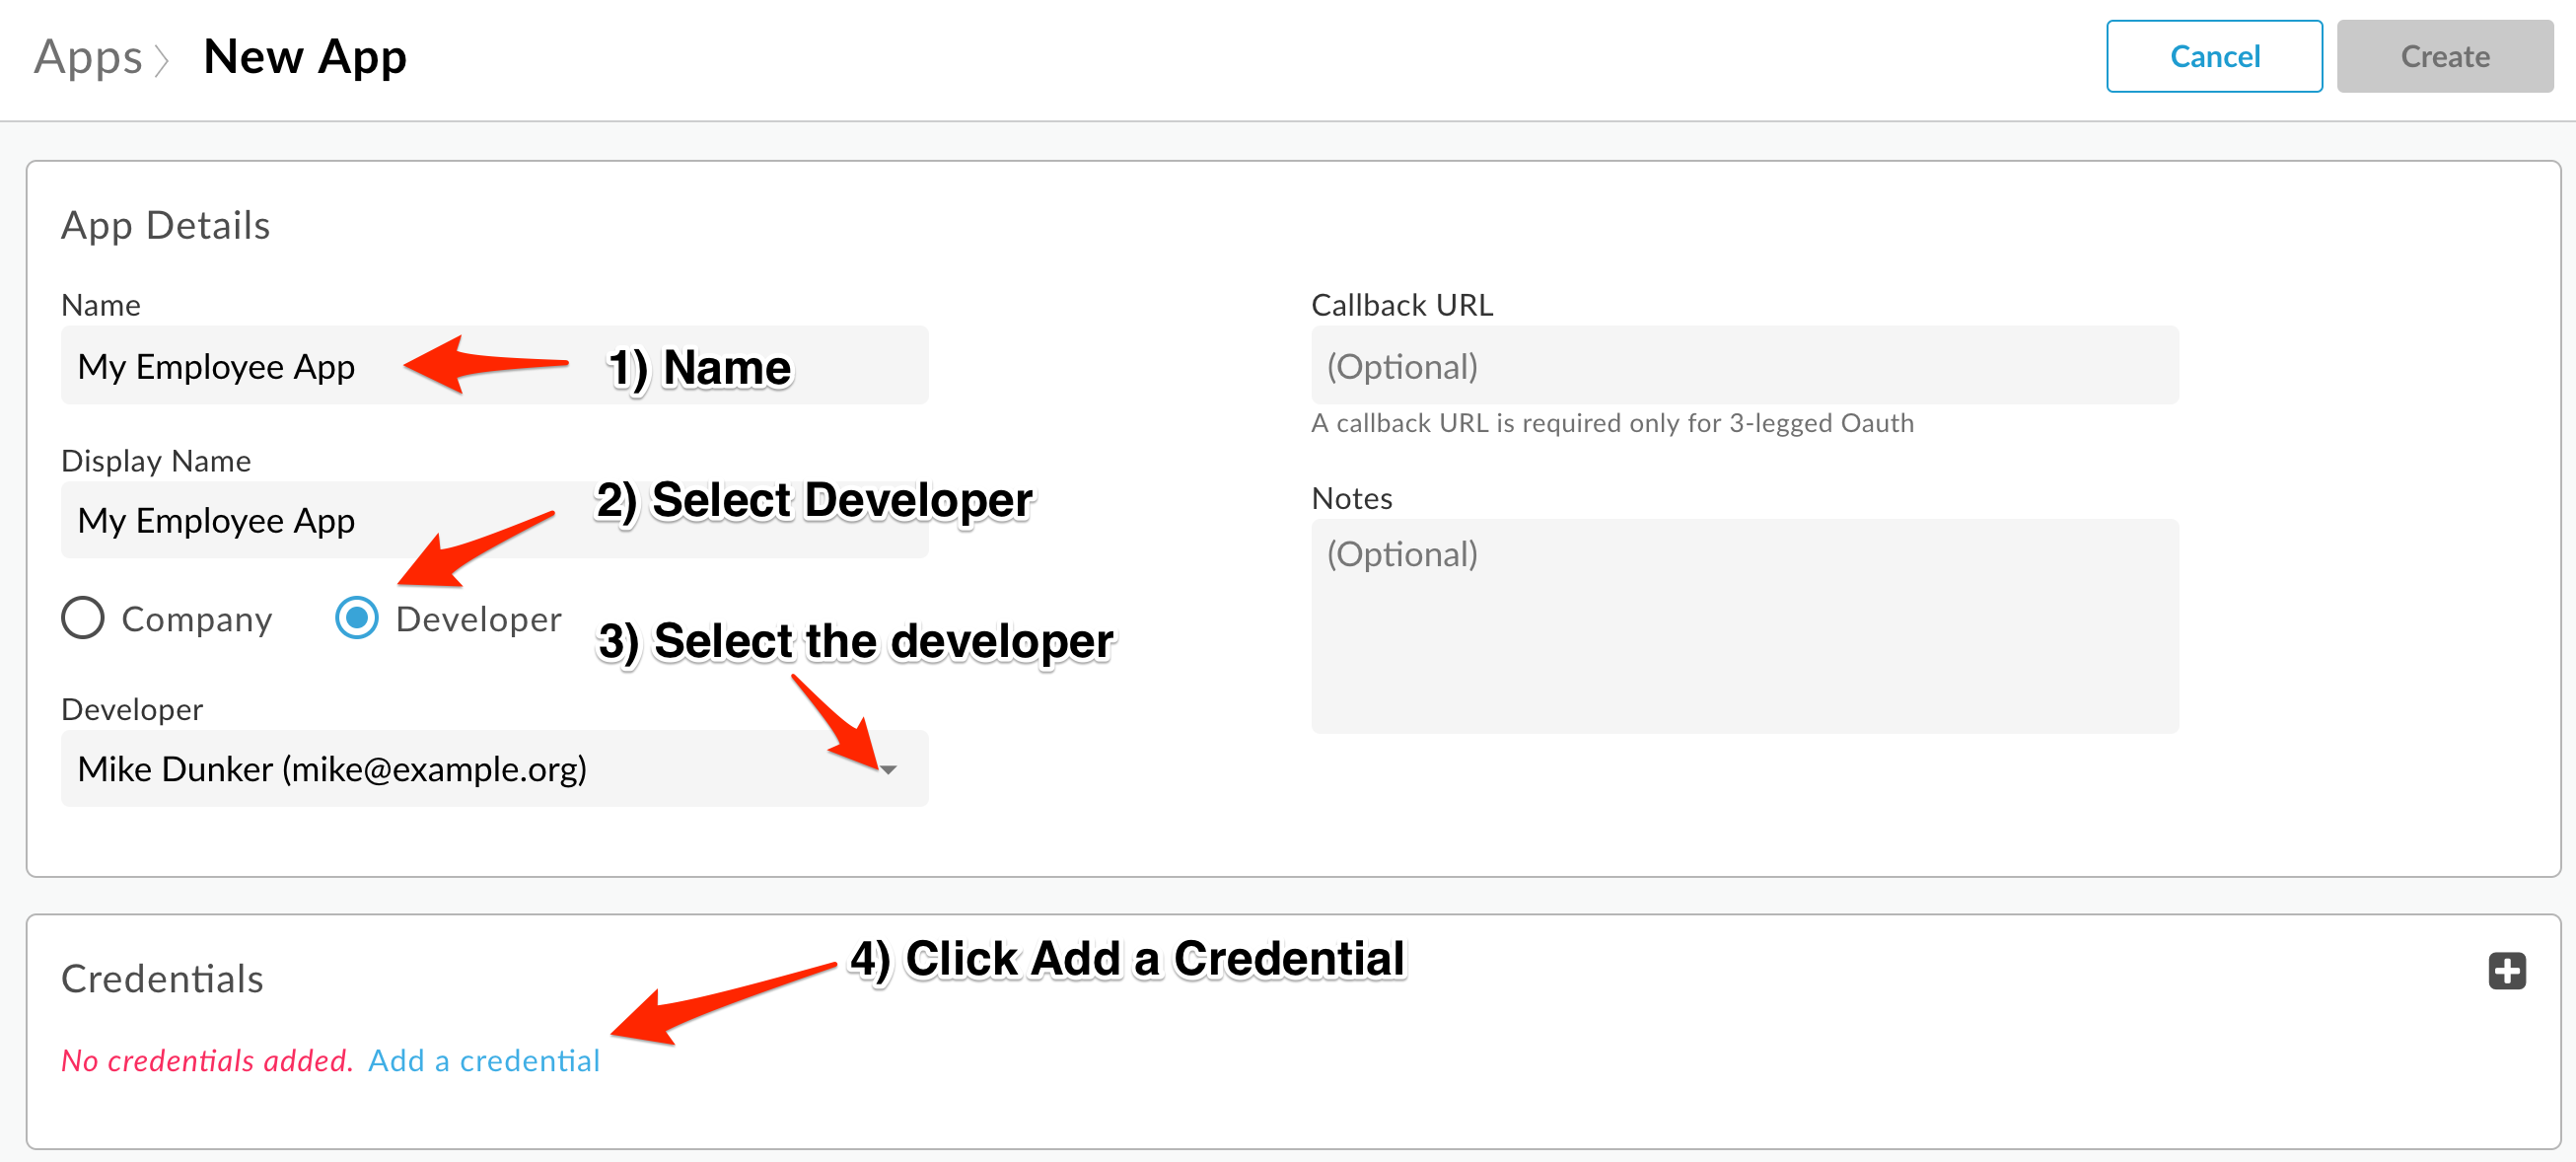 Apps > New App
Cancel
Create
App Details
Name
My Employee App
1) Name
Display Name
My Employee App
2) Select Developer
Company
Developer
3) Select the developer
Developer
Mike Dunker (mike@example.org)
Callback URL
(Optional)
A callback URL is required only for 3-legged Oauth
Notes
(Optional)
Credentials
4) Click Add a Credential
No credentials added. Add a credential